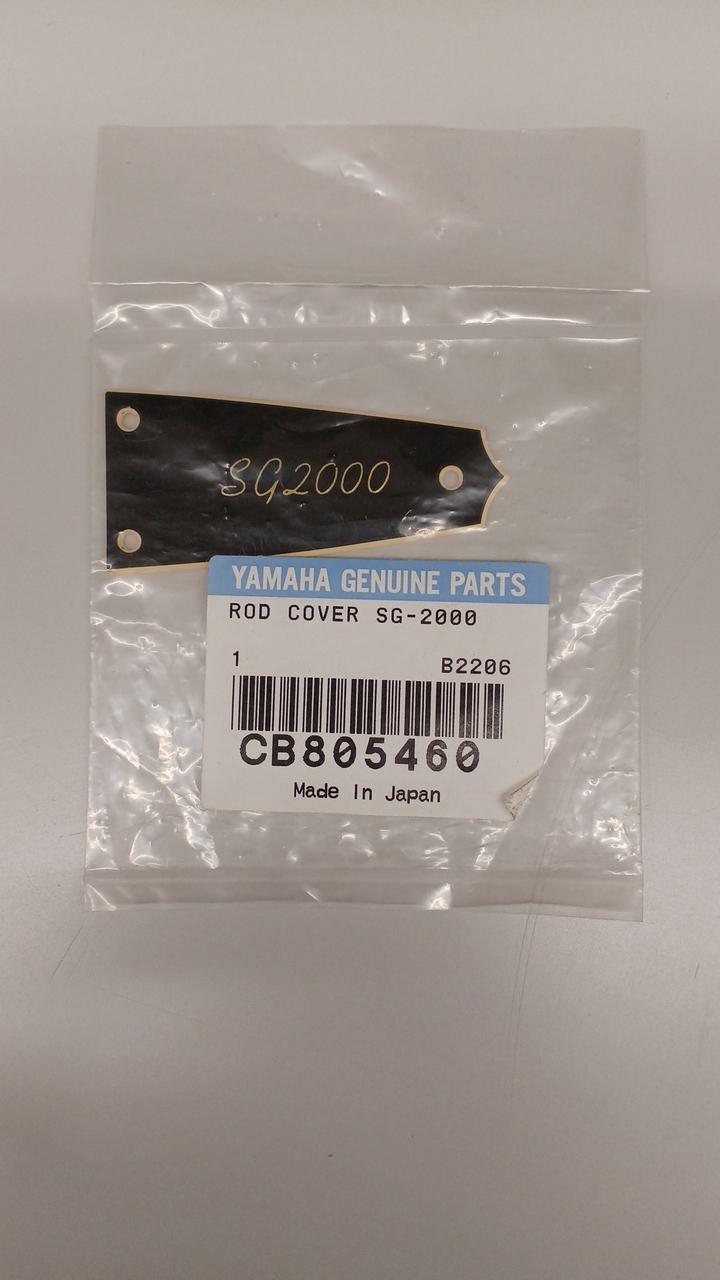 SG2000
YAMAHA GENUINE PARTS
ROD COVER SG-2000
1 B2206
CB805460
Made In Japan